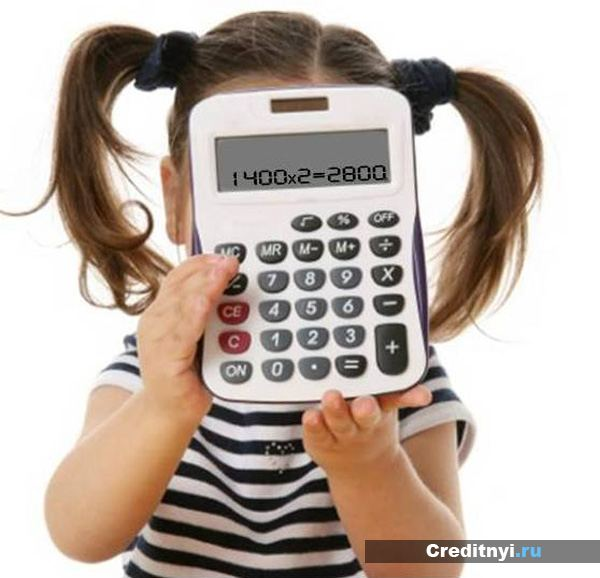 1400x2=2800
√ % OFF
MC MR M− M+ ÷
7 8 9 X
CE 4 5 6 −
C 1 2 3 +
ON 0 · =
Creditnyi.ru